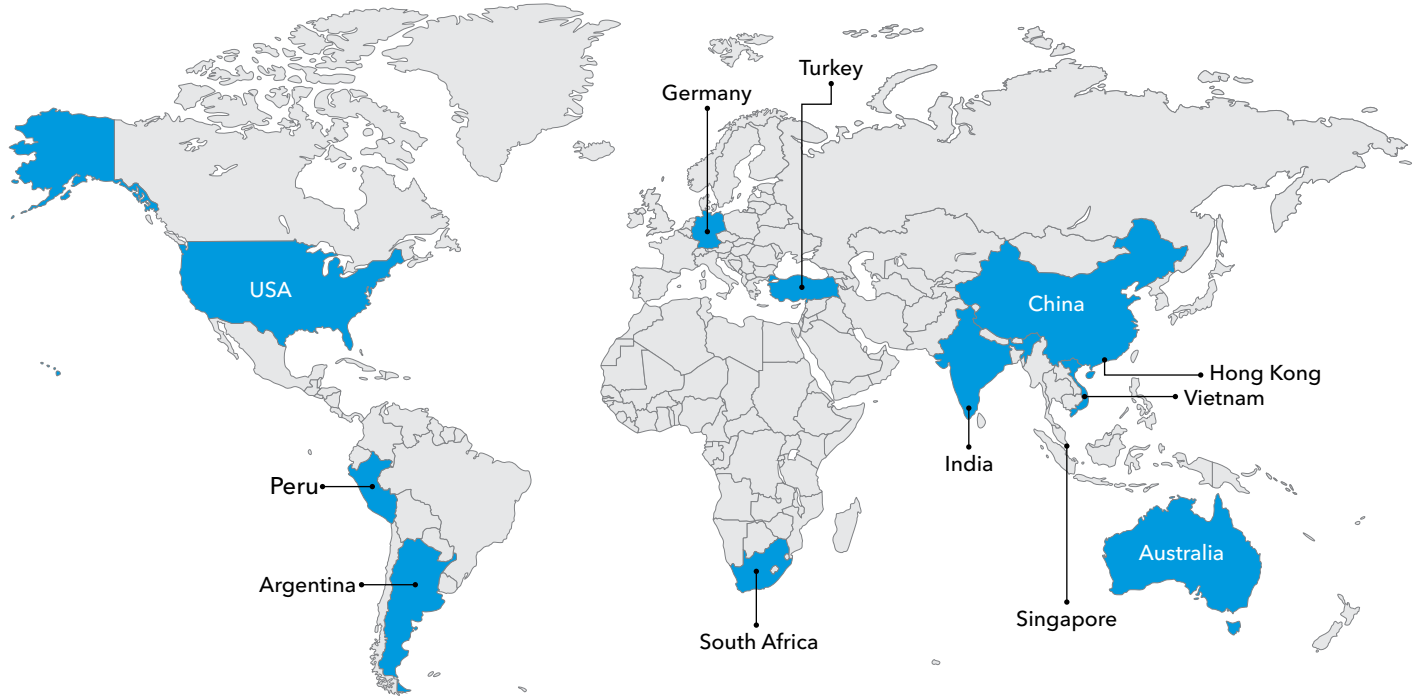 Turkey
Germany
USA
China
Hong Kong
Vietnam
India
Peru
Australia
Argentina
Singapore
South Africa